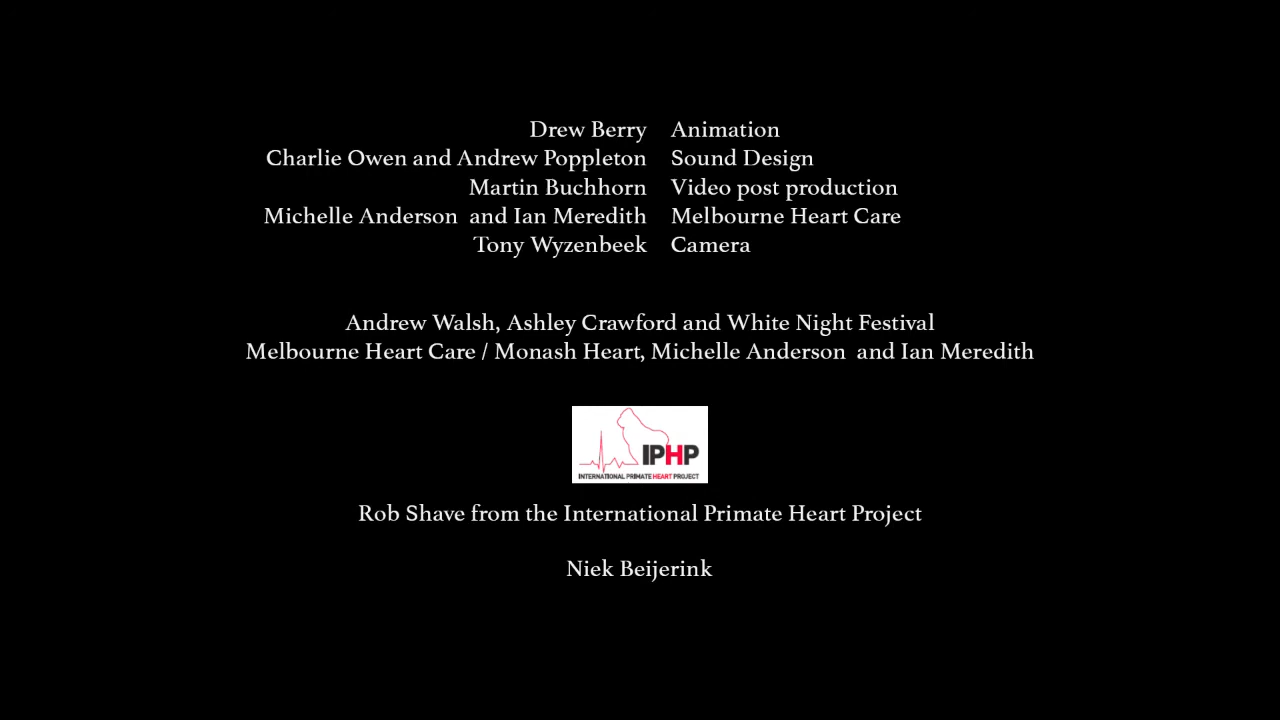 Drew Berry Animation
Charlie Owen and Andrew Poppleton Sound Design
Martin Buchhorn Video post production
Michelle Anderson  and Ian Meredith Melbourne Heart Care
Tony Wyzenbeek Camera
Andrew Walsh, Ashley Crawford and White Night Festival
Melbourne Heart Care / Monash Heart, Michelle Anderson  and Ian Meredith
IPHP
INTERNATIONAL PRIMATE HEART PROJECT
Rob Shave from the International Primate Heart Project
Niek Beijerink